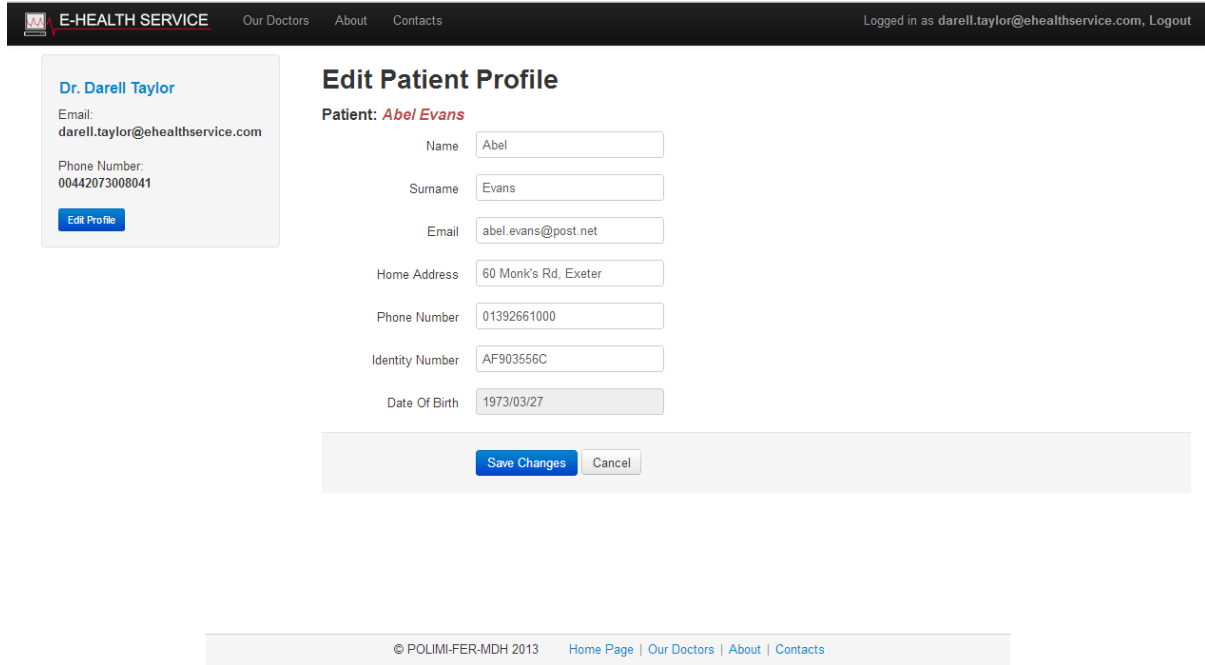 E-HEALTH SERVICE Our Doctors About Contacts Logged in as darell.taylor@ehealthservice.com, Logout
Dr. Darell Taylor
Email:
darell.taylor@ehealthservice.com
Phone Number:
00442073008041
Edit Profile
Edit Patient Profile
Patient: Abel Evans
Name Abel
Surname Evans
Email abel.evans@post.net
Home Address 60 Monk's Rd, Exeter
Phone Number 01392661000
Identity Number AF903556C
Date Of Birth 1973/03/27
Save Changes Cancel
© POLIMI-FER-MDH 2013 Home Page | Our Doctors | About | Contacts